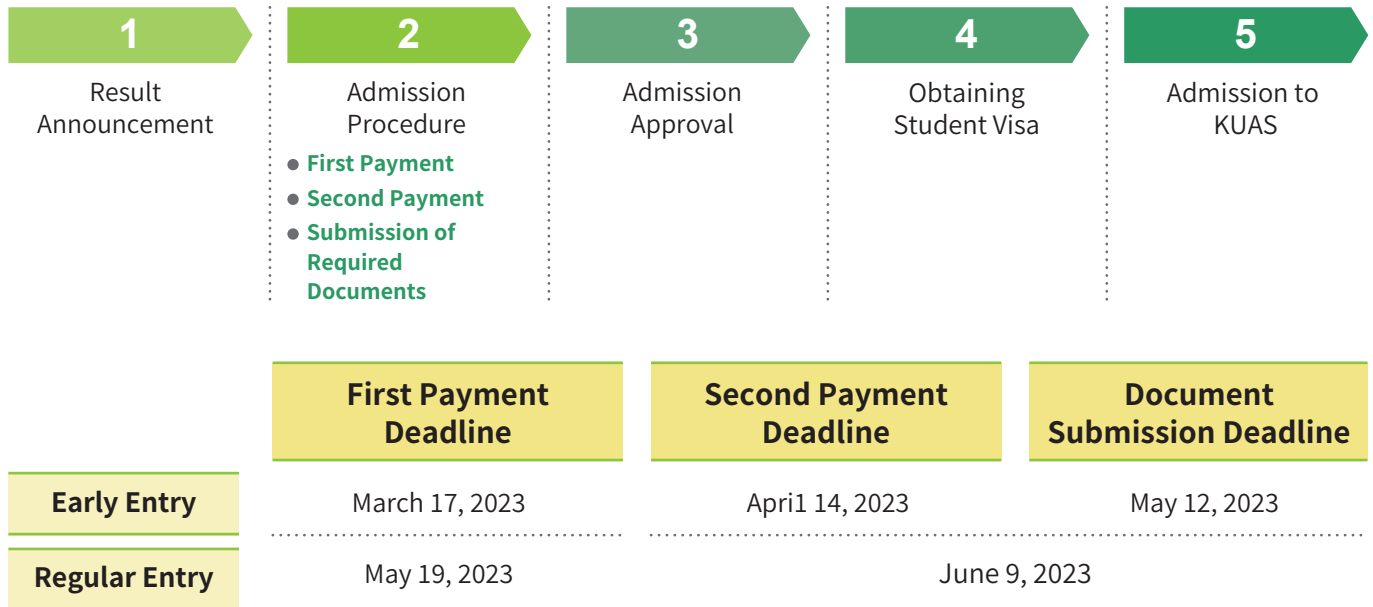 1
2
3
4
5
Result
Announcement
Admission
Procedure
● First Payment
● Second Payment
● Submission of
Required
Documents
Admission
Approval
Obtaining
Student Visa
Admission to
KUAS
First Payment
Deadline
Second Payment
Deadline
Document
Submission Deadline
Early Entry
March 17, 2023
Apri1 14, 2023
May 12, 2023
Regular Entry
May 19, 2023
June 9, 2023